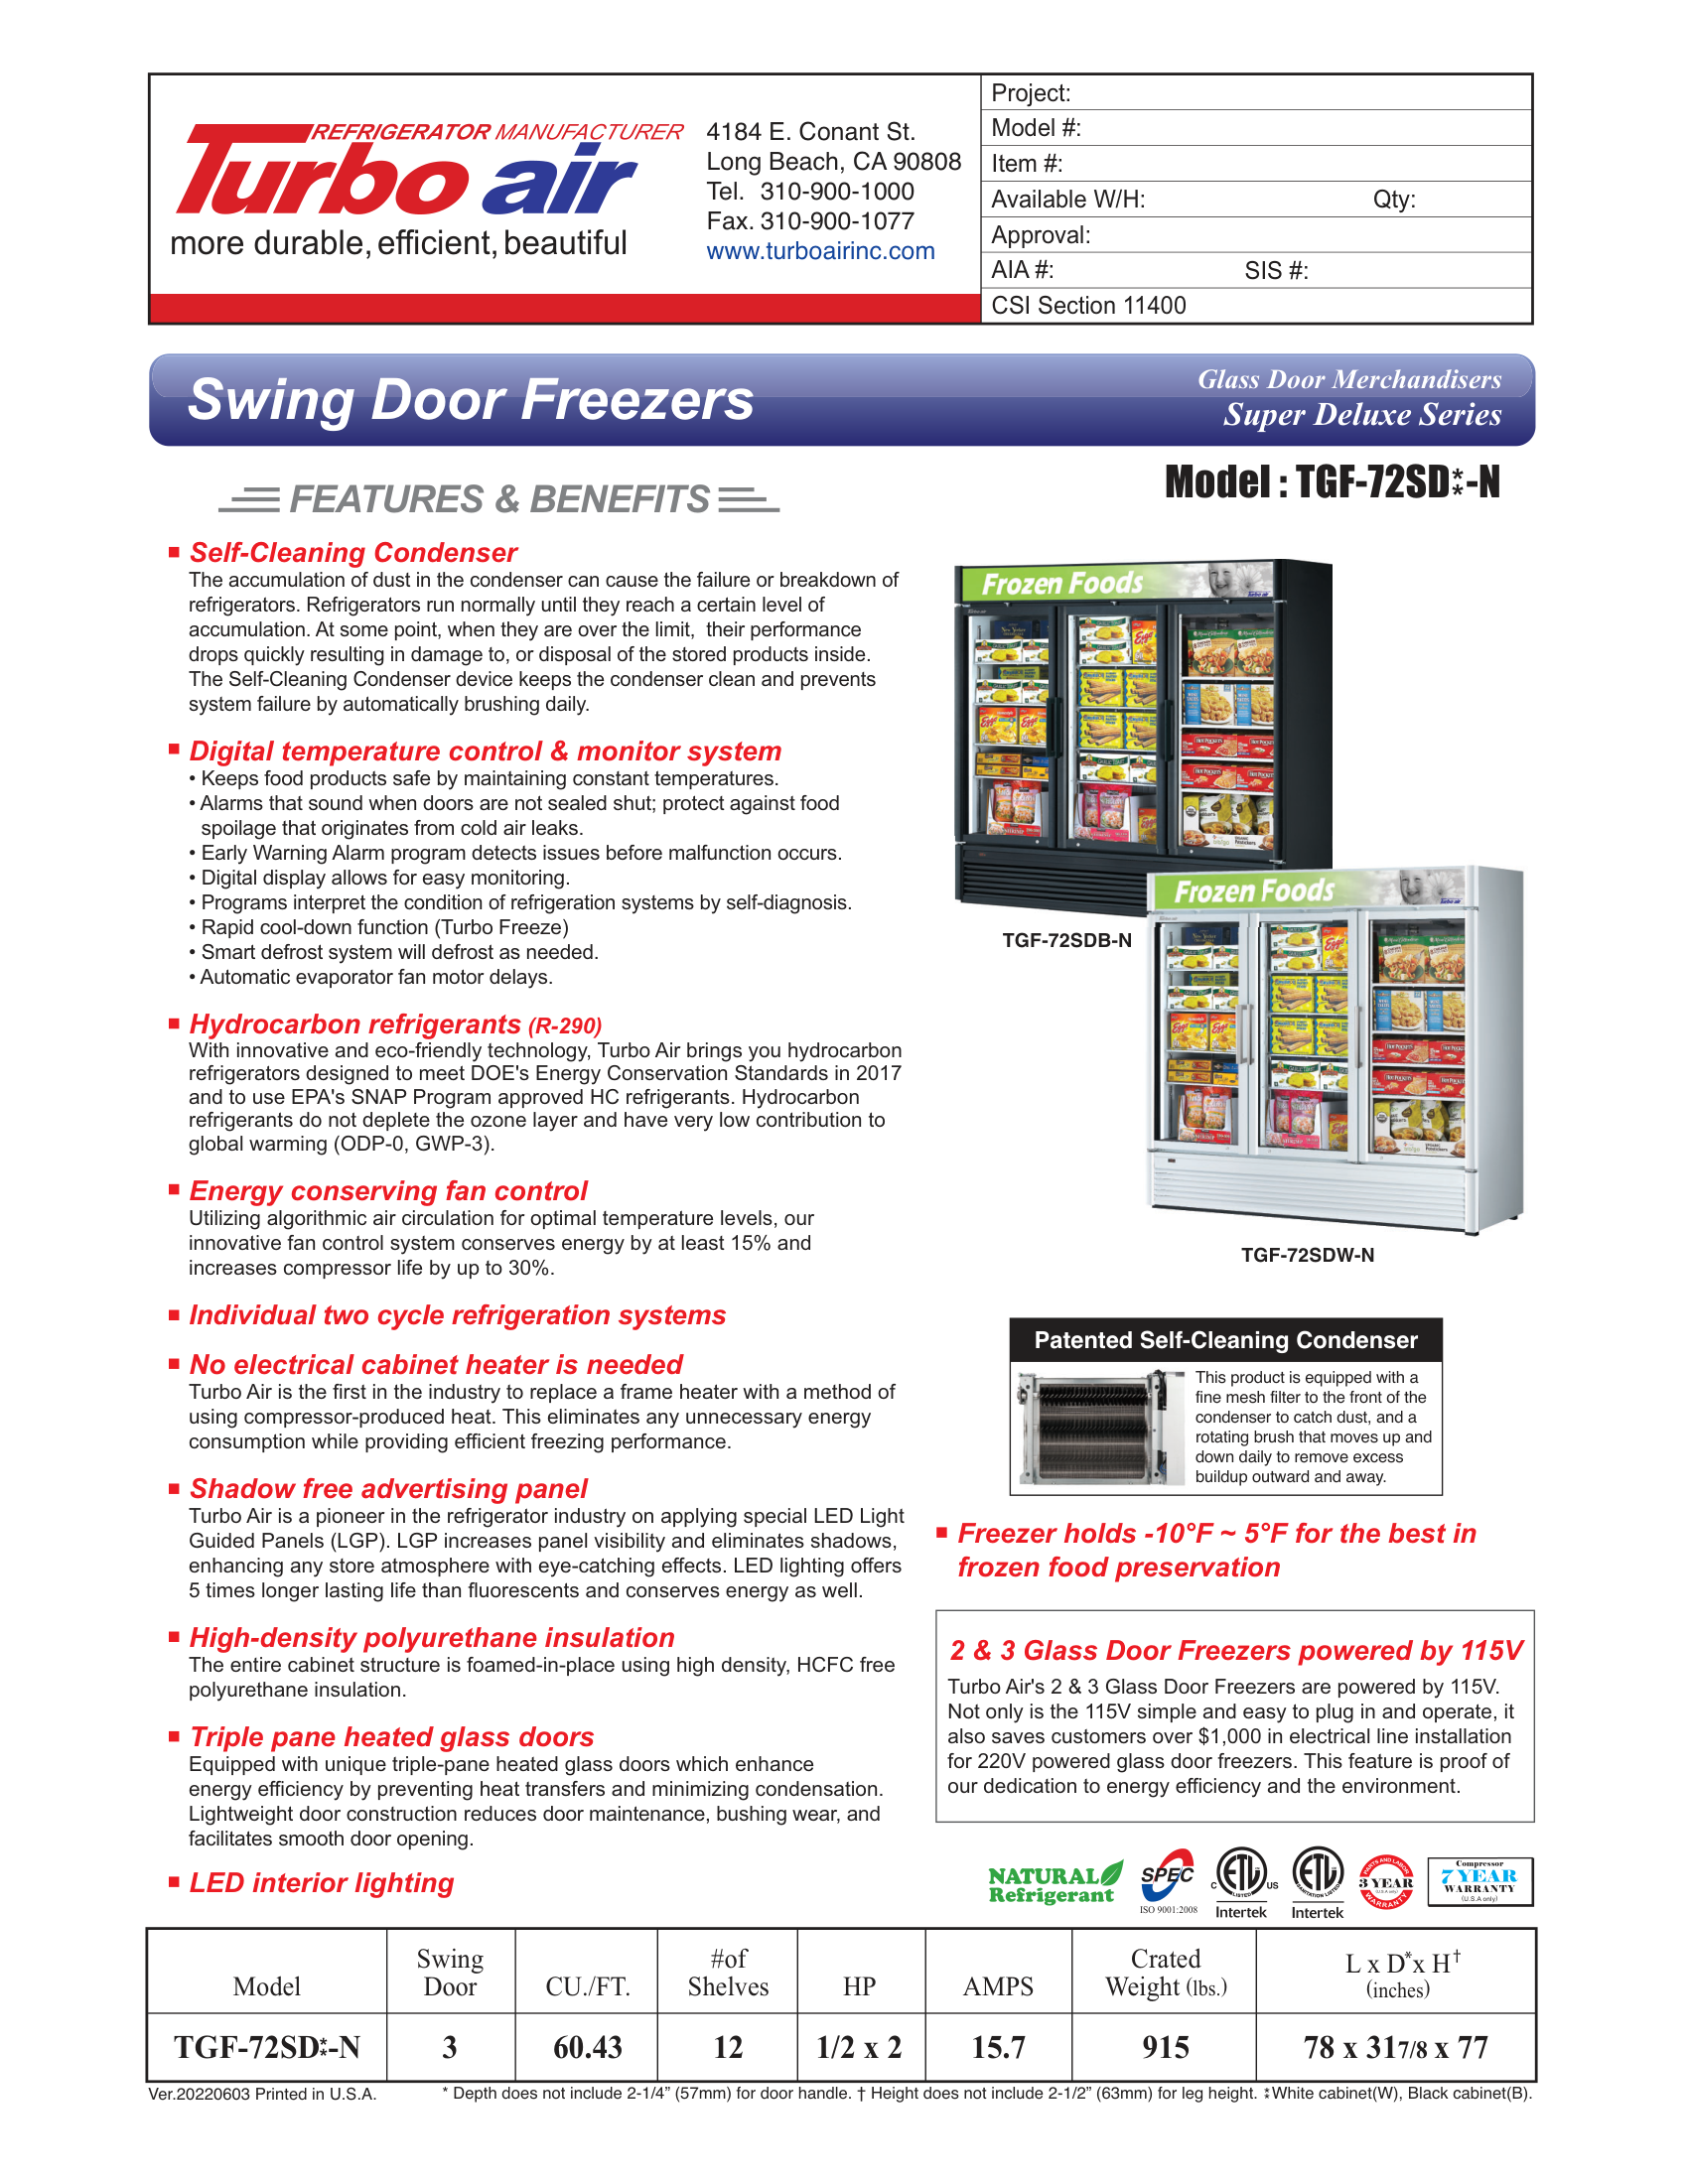 REFRIGERATOR MANUFACTURER
Turbo air
more durable, efficient, beautiful
4184 E. Conant St.
Long Beach, CA 90808
Tel. 310-900-1000
Fax. 310-900-1077
www.turboairinc.com
Project:
Model #:
Item #:
Available W/H: Qty:
Approval:
AIA #: SIS #:
CSI Section 11400
Swing Door Freezers
Glass Door Merchandisers
Super Deluxe Series
Model : TGF-72SD⁑-N
FEATURES & BENEFITS
Self-Cleaning Condenser
The accumulation of dust in the condenser can cause the failure or breakdown of
refrigerators. Refrigerators run normally until they reach a certain level of
accumulation. At some point, when they are over the limit, their performance
drops quickly resulting in damage to, or disposal of the stored products inside.
The Self-Cleaning Condenser device keeps the condenser clean and prevents
system failure by automatically brushing daily.
Digital temperature control & monitor system
• Keeps food products safe by maintaining constant temperatures.
• Alarms that sound when doors are not sealed shut; protect against food
spoilage that originates from cold air leaks.
• Early Warning Alarm program detects issues before malfunction occurs.
• Digital display allows for easy monitoring.
• Programs interpret the condition of refrigeration systems by self-diagnosis.
• Rapid cool-down function (Turbo Freeze)
• Smart defrost system will defrost as needed.
• Automatic evaporator fan motor delays.
Hydrocarbon refrigerants (R-290)
With innovative and eco-friendly technology, Turbo Air brings you hydrocarbon
refrigerators designed to meet DOE's Energy Conservation Standards in 2017
and to use EPA's SNAP Program approved HC refrigerants. Hydrocarbon
refrigerants do not deplete the ozone layer and have very low contribution to
global warming (ODP-0, GWP-3).
Energy conserving fan control
Utilizing algorithmic air circulation for optimal temperature levels, our
innovative fan control system conserves energy by at least 15% and
increases compressor life by up to 30%.
Individual two cycle refrigeration systems
No electrical cabinet heater is needed
Turbo Air is the first in the industry to replace a frame heater with a method of
using compressor-produced heat. This eliminates any unnecessary energy
consumption while providing efficient freezing performance.
Shadow free advertising panel
Turbo Air is a pioneer in the refrigerator industry on applying special LED Light
Guided Panels (LGP). LGP increases panel visibility and eliminates shadows,
enhancing any store atmosphere with eye-catching effects. LED lighting offers
5 times longer lasting life than fluorescents and conserves energy as well.
High-density polyurethane insulation
The entire cabinet structure is foamed-in-place using high density, HCFC free
polyurethane insulation.
Triple pane heated glass doors
Equipped with unique triple-pane heated glass doors which enhance
energy efficiency by preventing heat transfers and minimizing condensation.
Lightweight door construction reduces door maintenance, bushing wear, and
facilitates smooth door opening.
LED interior lighting
Frozen Foods
TGF-72SDB-N
Frozen Foods
TGF-72SDW-N
Patented Self-Cleaning Condenser
This product is equipped with a
fine mesh filter to the front of the
condenser to catch dust, and a
rotating brush that moves up and
down daily to remove excess
buildup outward and away.
Freezer holds -10°F ~ 5°F for the best in
frozen food preservation
2 & 3 Glass Door Freezers powered by 115V
Turbo Air's 2 & 3 Glass Door Freezers are powered by 115V.
Not only is the 115V simple and easy to plug in and operate, it
also saves customers over $1,000 in electrical line installation
for 220V powered glass door freezers. This feature is proof of
our dedication to energy efficiency and the environment.
NATURAL
Refrigerant
SPEC
ISO 9001:2008
ETL
LISTED
C US
Intertek
ETL
SANITATION LISTED
Intertek
PARTS AND LABOR
3 YEAR
(U.S.A only)
WARRANTY
Compressor
7 YEAR
WARRANTY
(U.S.A only)
Model Swing Door CU./FT. #of Shelves HP AMPS Crated Weight (lbs.) L x D* x H† (inches)
TGF-72SD⁑-N 3 60.43 12 1/2 x 2 15.7 915 78 x 317/8 x 77
Ver.20220603 Printed in U.S.A. * Depth does not include 2-1/4” (57mm) for door handle. † Height does not include 2-1/2” (63mm) for leg height. ⁑White cabinet(W), Black cabinet(B).